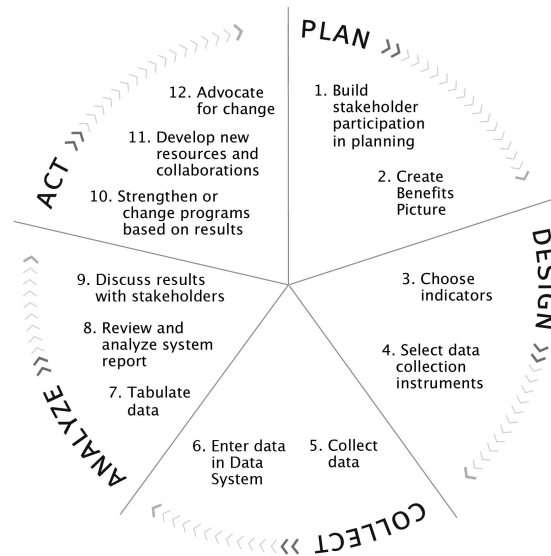 PLAN
1. Build
stakeholder
participation
in planning
2. Create
Benefits
Picture
DESIGN
3. Choose
indicators
4. Select data
collection
instruments
COLLECT
5. Collect
data
6. Enter data
in Data
System
ANALYZE
7. Tabulate
data
8. Review and
analyze system
report
9. Discuss results
with stakeholders
ACT
10. Strengthen or
change programs
based on results
11. Develop new
resources and
collaborations
12. Advocate
for change